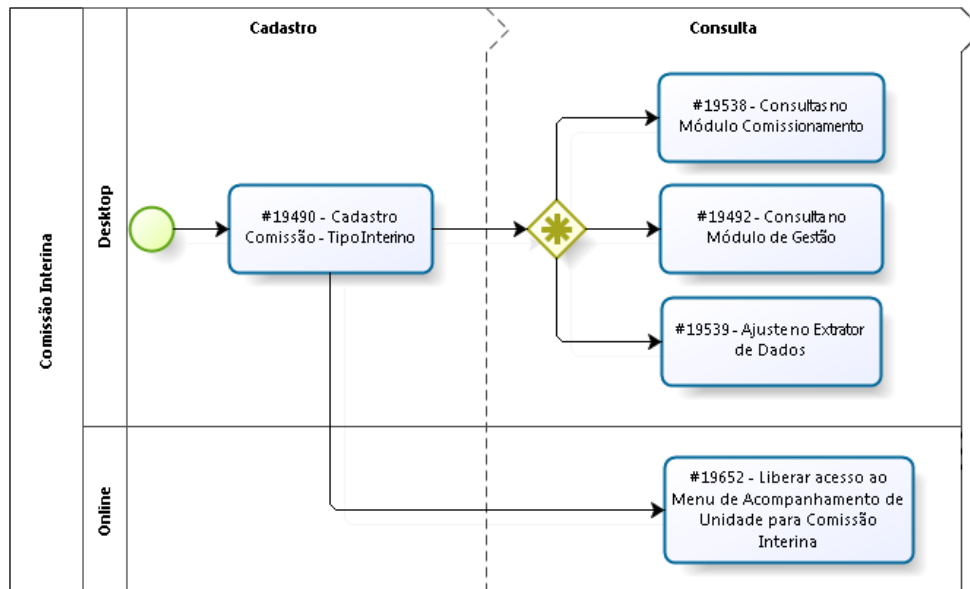 Cadastro
Consulta
Comissão Interina
Desktop
#19490 - Cadastro
Comissão - Tipo Interino
#19538 - Consultas no
Módulo Comissionamento
#19492 - Consulta no
Módulo de Gestão
#19539 - Ajuste no Extrator
de Dados
Online
#19652 - Liberar acesso ao
Menu de Acompanhamento de
Unidade para Comissão
Interina